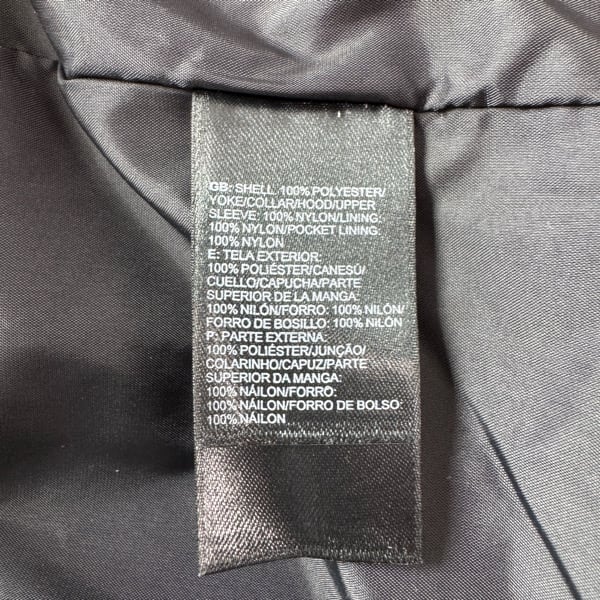 GB: SHELL: 100% POLYESTER/
YOKE/COLLAR/HOOD/UPPER
SLEEVE: 100% NYLON/LINING:
100% NYLON/POCKET LINING:
100% NYLON
E: TELA EXTERIOR:
100% POLIÉSTER/CANESÚ/
CUELLO/CAPUCHA/PARTE
SUPERIOR DE LA MANGA:
100% NILÓN/FORRO: 100% NILÓN/
FORRO DE BOSILLO: 100% NILÓN
P: PARTE EXTERNA:
100% POLIÉSTER/JUNÇÃO/
COLARINHO/CAPUZ/PARTE
SUPERIOR DA MANGA:
100% NÁILON/FORRO:
100% NÁILON/FORRO DE BOLSO:
100% NÁILON